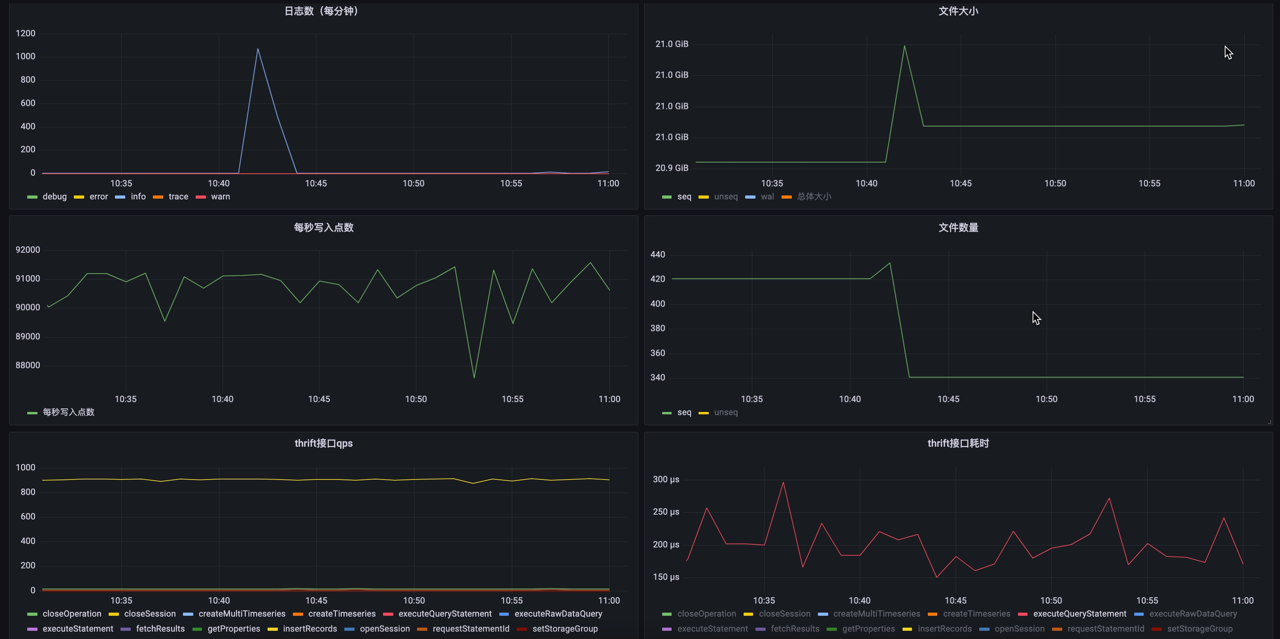 日志数（每分钟）
1200
1000
800
600
400
200
0
10:35 10:40 10:45 10:50 10:55 11:00
debug error info trace warn
文件大小
21.0 GiB
21.0 GiB
21.0 GiB
21.0 GiB
20.9 GiB
10:35 10:40 10:45 10:50 10:55 11:00
seq unseq wal 总体大小
每秒写入点数
92000
91000
90000
89000
88000
10:35 10:40 10:45 10:50 10:55 11:00
每秒写入点数
文件数量
440
420
400
380
360
340
10:35 10:40 10:45 10:50 10:55 11:00
seq unseq
thrift接口qps
1000
800
600
400
200
0
10:35 10:40 10:45 10:50 10:55 11:00
closeOperation closeSession createMultiTimeseries createTimeseries executeQueryStatement executeRawDataQuery
executeStatement fetchResults getProperties insertRecords openSession requestStatementId setStorageGroup
thrift接口耗时
300 µs
250 µs
200 µs
150 µs
10:35 10:40 10:45 10:50 10:55 11:00
closeOperation closeSession createMultiTimeseries createTimeseries executeQueryStatement executeRawDataQuery
executeStatement fetchResults getProperties insertRecords openSession requestStatementId setStorageGroup